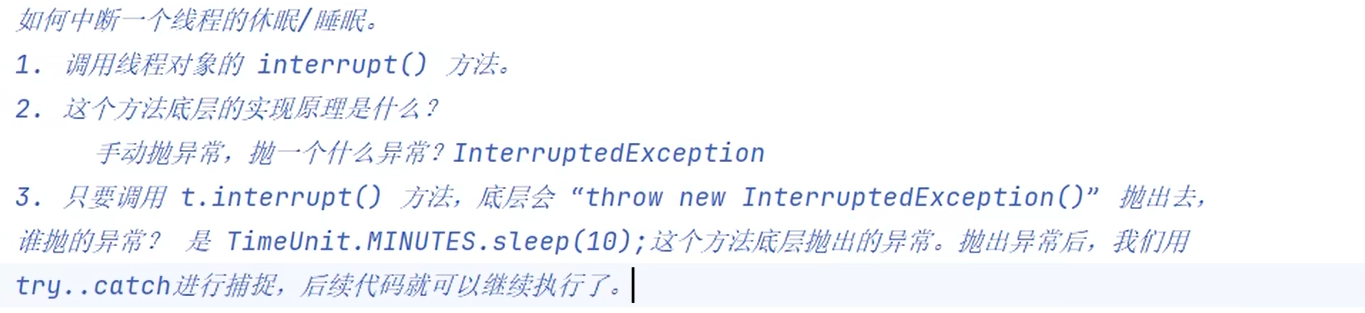 如何中断一个线程的休眠/睡眠。
1. 调用线程对象的 interrupt() 方法。
2. 这个方法底层的实现原理是什么？
手动抛异常，抛一个什么异常？InterruptedException
3. 只要调用 t.interrupt() 方法，底层会 “throw new InterruptedException()” 抛出去，
谁抛的异常？ 是 TimeUnit.MINUTES.sleep(10);这个方法底层抛出的异常。抛出异常后，我们用
try..catch进行捕捉，后续代码就可以继续执行了。